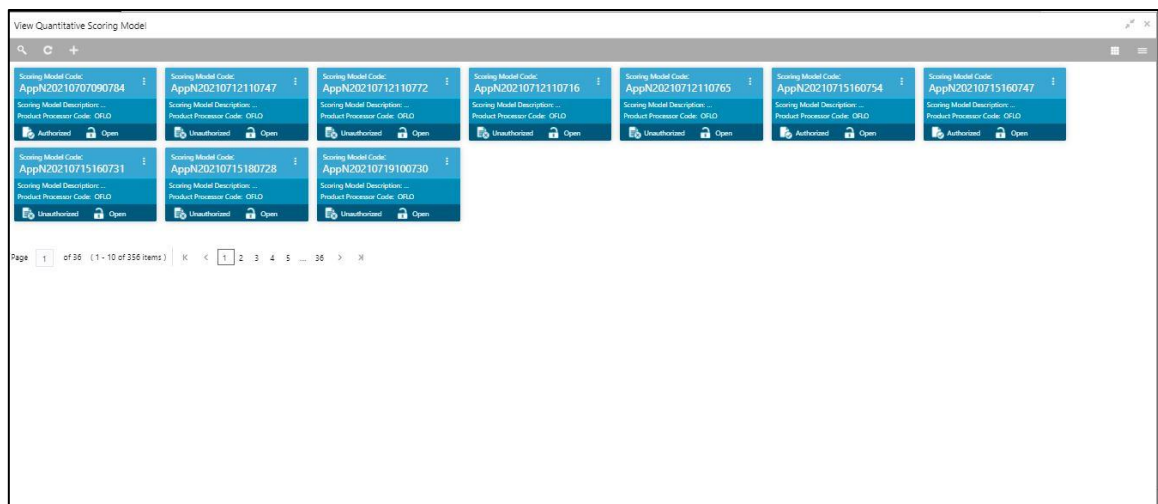 View Quantitative Scoring Model
Scoring Model Code:
AppN20210707090784
Scoring Model Description: ...
Product Processor Code: OFLO
Authorized Open
Scoring Model Code:
AppN20210712110747
Scoring Model Description: ...
Product Processor Code: OFLO
Unauthorized Open
Scoring Model Code:
AppN20210712110772
Scoring Model Description: ...
Product Processor Code: OFLO
Unauthorized Open
Scoring Model Code:
AppN20210712110716
Scoring Model Description: ...
Product Processor Code: OFLO
Unauthorized Open
Scoring Model Code:
AppN20210712110765
Scoring Model Description: ...
Product Processor Code: OFLO
Unauthorized Open
Scoring Model Code:
AppN20210715160754
Scoring Model Description: ...
Product Processor Code: OFLO
Authorized Open
Scoring Model Code:
AppN20210715160747
Scoring Model Description: ...
Product Processor Code: OFLO
Authorized Open
Scoring Model Code:
AppN20210715160731
Scoring Model Description: ...
Product Processor Code: OFLO
Unauthorized Open
Scoring Model Code:
AppN20210715180728
Scoring Model Description: ...
Product Processor Code: OFLO
Unauthorized Open
Scoring Model Code:
AppN20210719100730
Scoring Model Description: ...
Product Processor Code: OFLO
Unauthorized Open
Page 1 of 36 (1 - 10 of 356 items) 1 2 3 4 5 ... 36